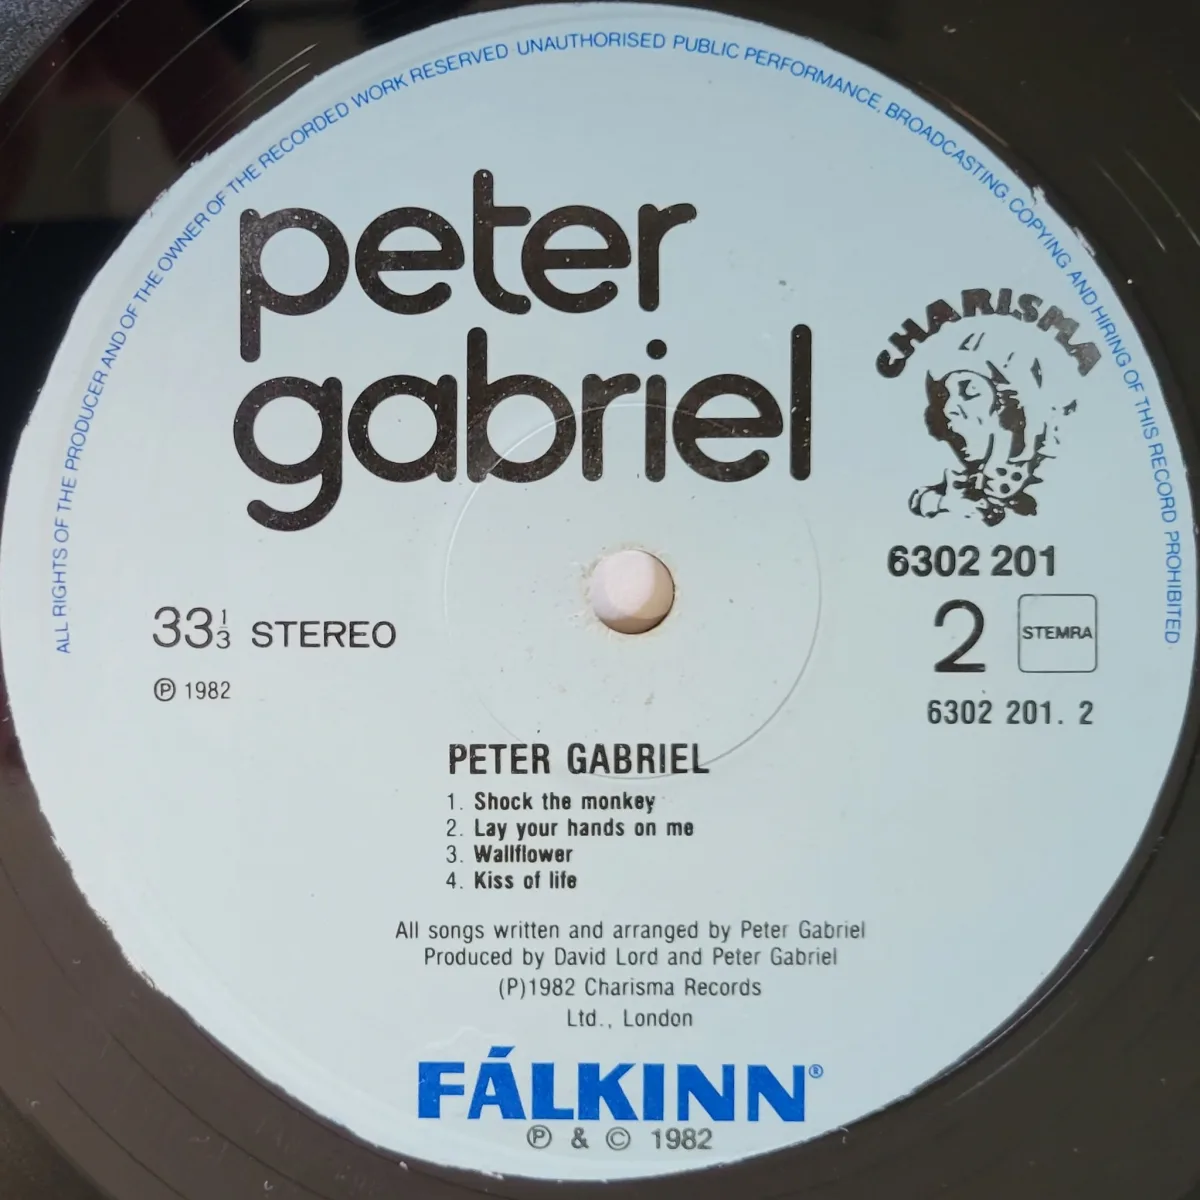 ALL RIGHTS OF THE PRODUCER AND OF THE OWNER OF THE RECORDED WORK RESERVED UNAUTHORISED PUBLIC PERFORMANCE, BROADCASTING, COPYING AND HIRING OF THIS RECORD PROHIBITED
peter
gabriel
CHARISMA
6302 201
33 1/3 STEREO
2 STEMRA
℗ 1982
6302 201. 2
PETER GABRIEL
1. Shock the monkey
2. Lay your hands on me
3. Wallflower
4. Kiss of life
All songs written and arranged by Peter Gabriel
Produced by David Lord and Peter Gabriel
(P)1982 Charisma Records
Ltd., London
FÁLKINN®
℗ & © 1982